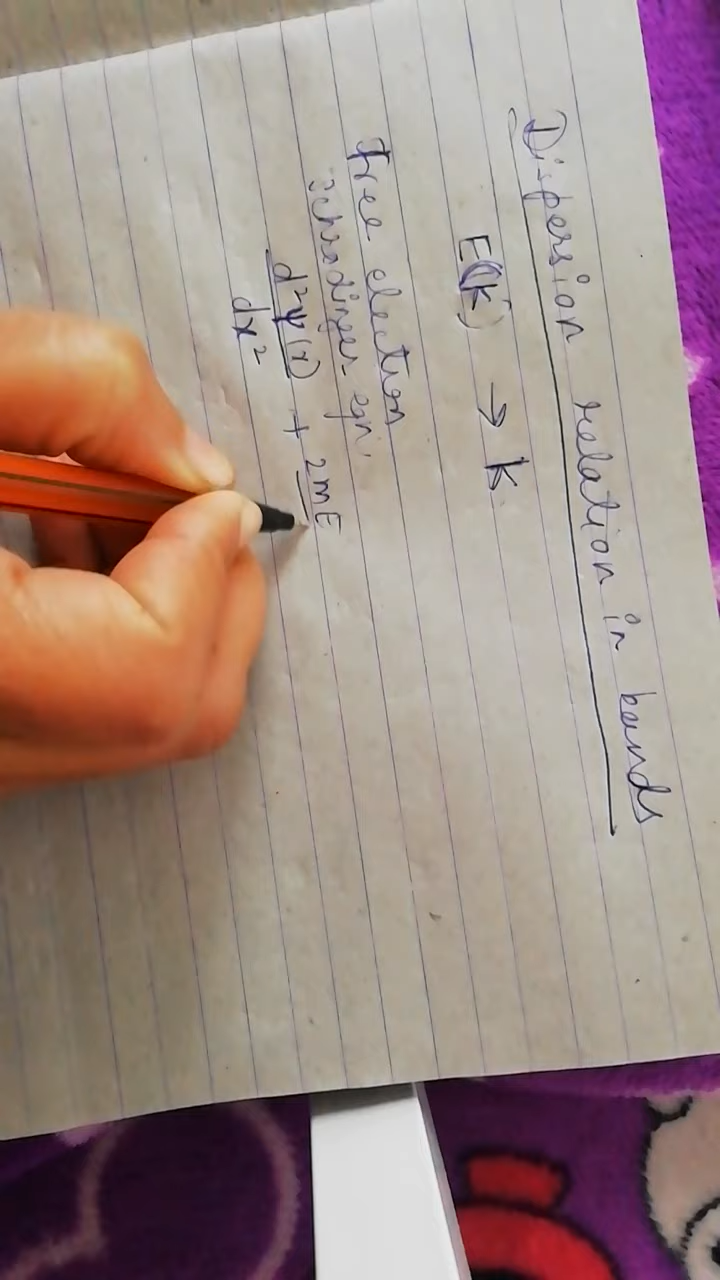 Dispersion relation in bands
E(k) → k
free electron
Schrodinger eqn.
d²ψ(x) + 2mE
dx²